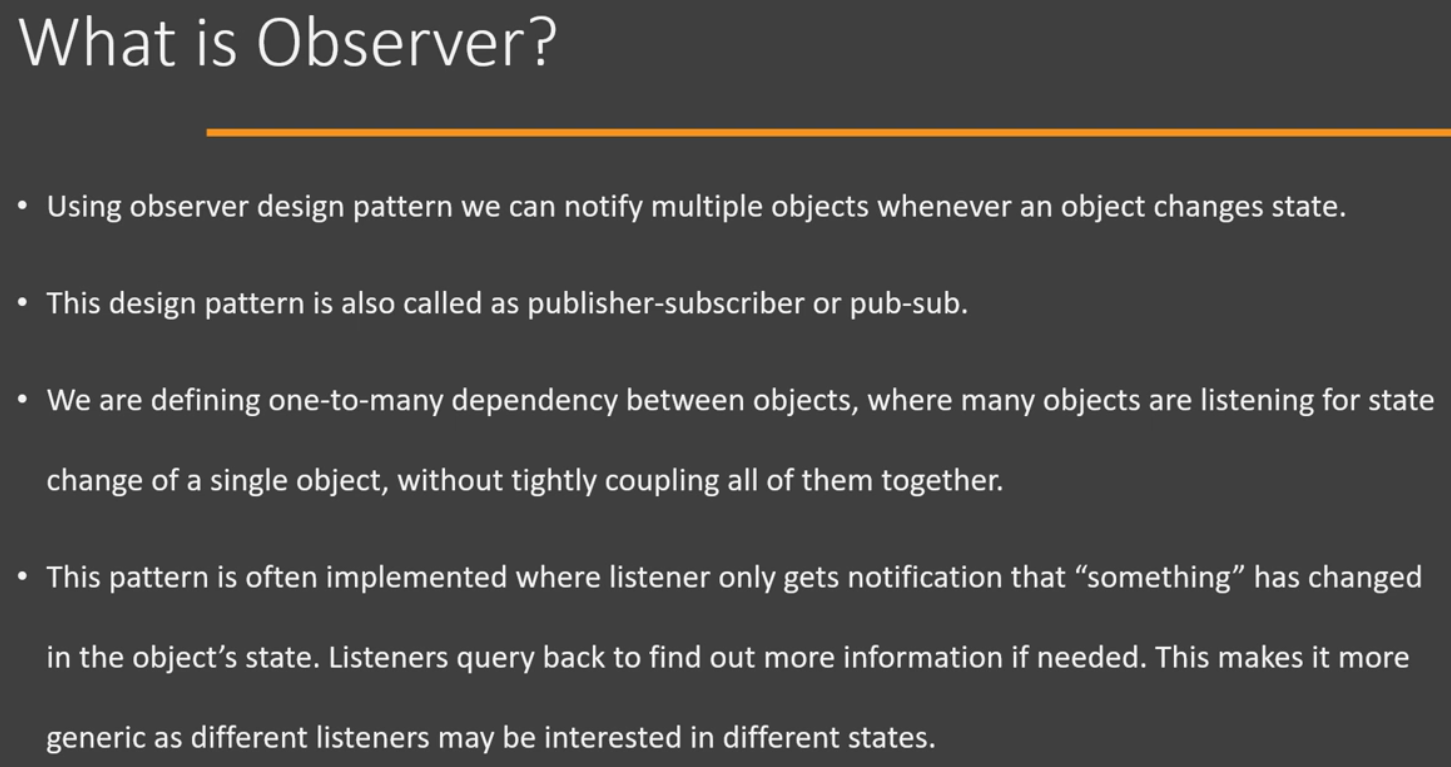 What is Observer?
• Using observer design pattern we can notify multiple objects whenever an object changes state.
• This design pattern is also called as publisher-subscriber or pub-sub.
• We are defining one-to-many dependency between objects, where many objects are listening for state
change of a single object, without tightly coupling all of them together.
• This pattern is often implemented where listener only gets notification that “something” has changed
in the object’s state. Listeners query back to find out more information if needed. This makes it more
generic as different listeners may be interested in different states.